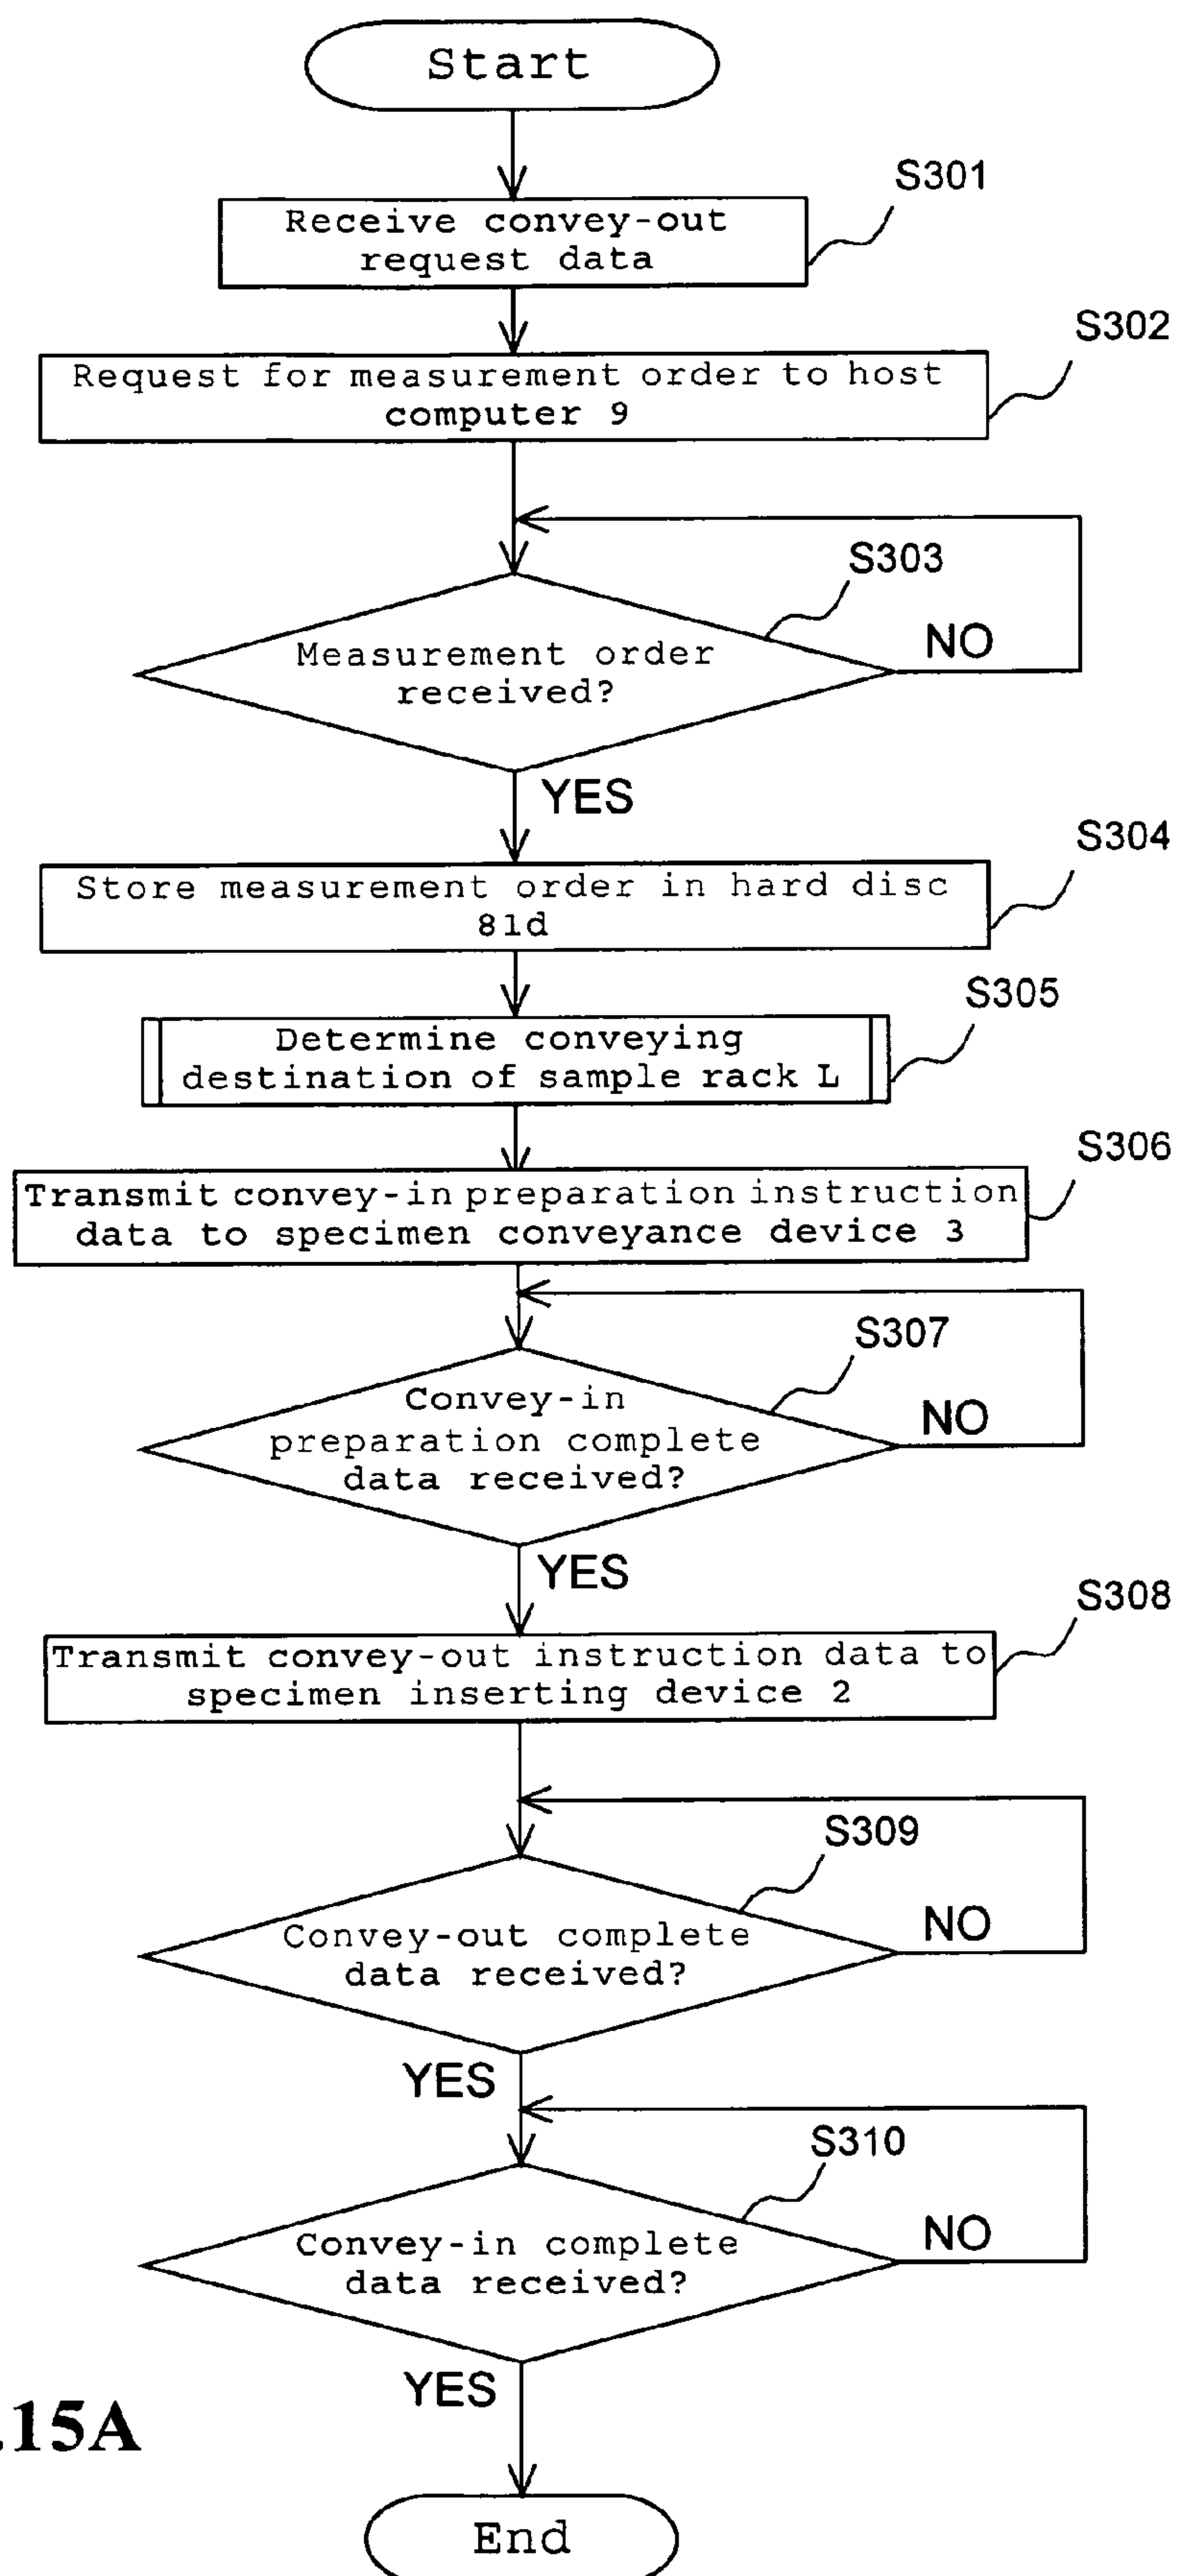 Start
S301
Receive convey-out
request data
S302
Request for measurement order to host
computer 9
S303
Measurement order
received?
NO
YES
S304
Store measurement order in hard disc
81d
S305
Determine conveying
destination of sample rack L
S306
Transmit convey-in preparation instruction
data to specimen conveyance device 3
S307
Convey-in
preparation complete
data received?
NO
YES
S308
Transmit convey-out instruction data to
specimen inserting device 2
S309
Convey-out complete
data received?
NO
YES
S310
Convey-in complete
data received?
NO
YES
.15A
End